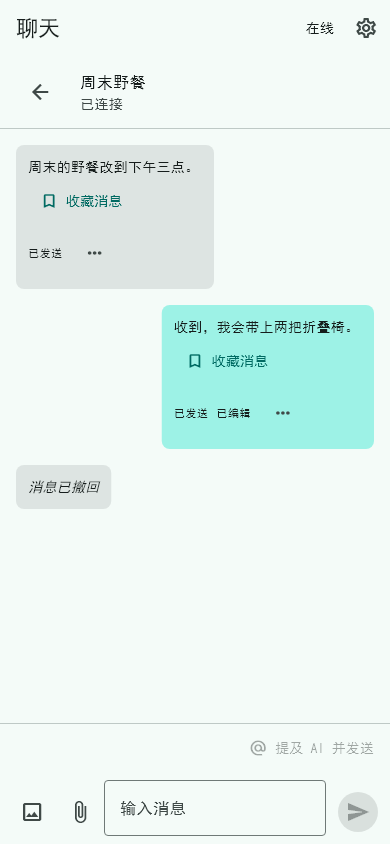 聊天
在线
周末野餐
已连接
周末的野餐改到下午三点。
收藏消息
已发送
收到，我会带上两把折叠椅。
收藏消息
已发送 已编辑
消息已撤回
提及 AI 并发送
输入消息